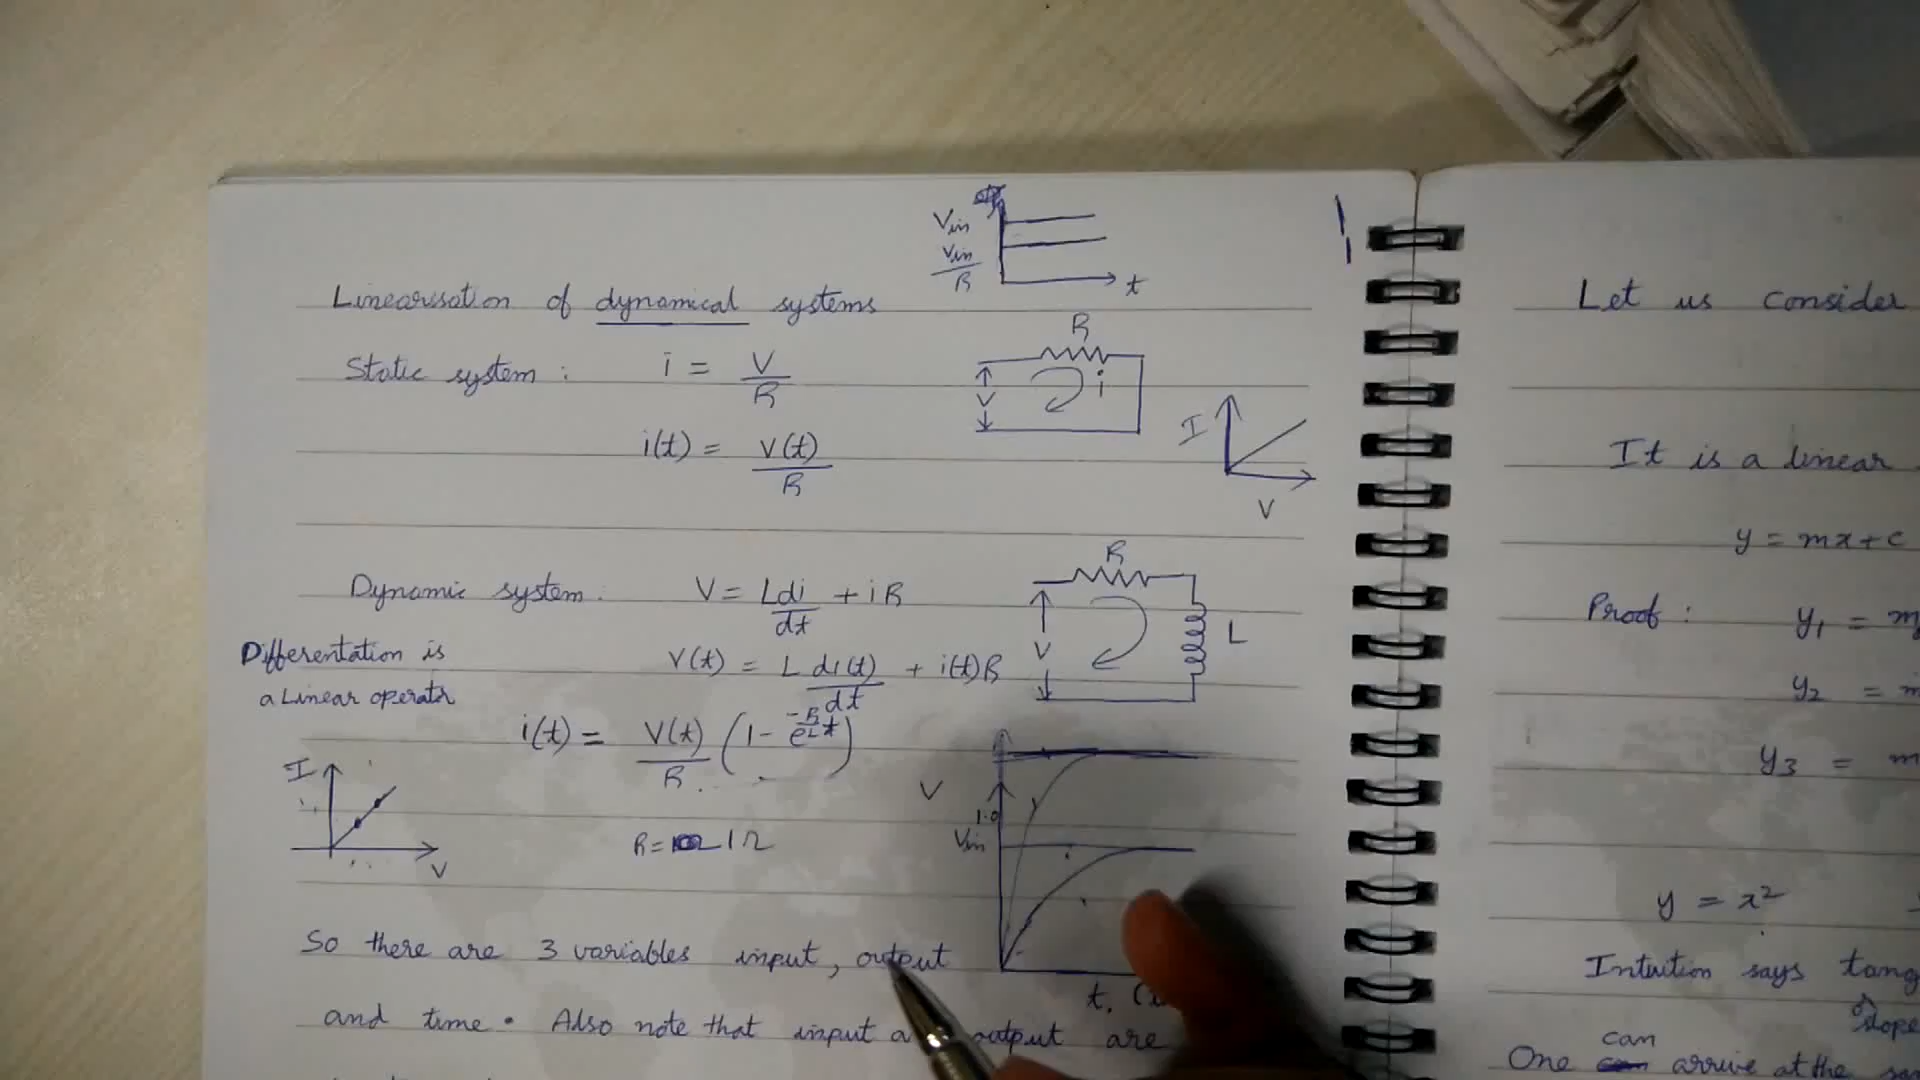 Vin
Vin/R
t
Linearisation of dynamical systems
Static system : i = V/R
R
V
i
i(t) = V(t)/R
I
V
Dynamic system : V = Ldi/dt + iR
R
V
L
Differentation is
a Linear operator
V(t) = L di(t)/dt + i(t)R
i(t) = V(t)/R (1 - e^(-R/L t))
I
V
R = 1Ω
V
1.0
Vin
t.
So there are 3 variables input, output
and time. Also note that input output are
Let us consider
It is a linear
y = mx + c
Proof : y1 = m
y2 =
y3 = m
y = x²
Intuition says tang
slope
can
One arrive at the